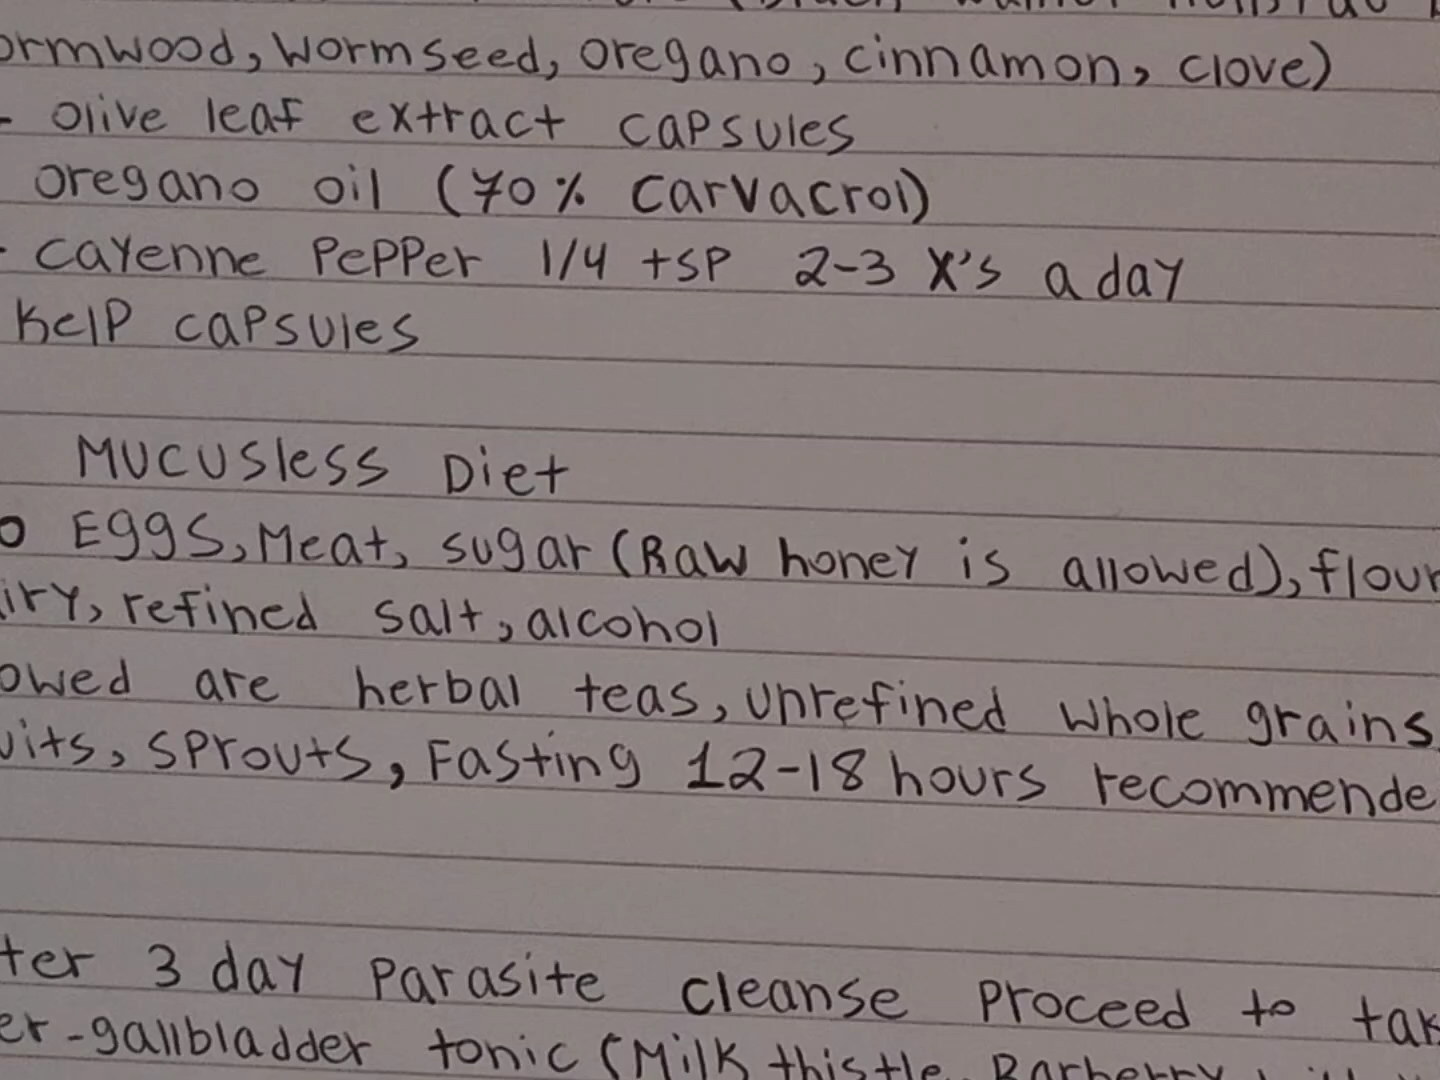 ormwood, wormseed, oregano, cinnamon, clove)
- olive leaf extract capsules
oregano oil (70% carvacrol)
- cayenne pepper 1/4 tsp 2-3 x's a day
kelp capsules
Mucusless Diet
o Eggs, Meat, sugar (Raw honey is allowed), flour
iry, refined salt, alcohol
owed are herbal teas, unrefined whole grains,
uits, sprouts, Fasting 12-18 hours recommende
ter 3 day parasite cleanse proceed to tak
er-gallbladder tonic (Milk thistle, Barberry,